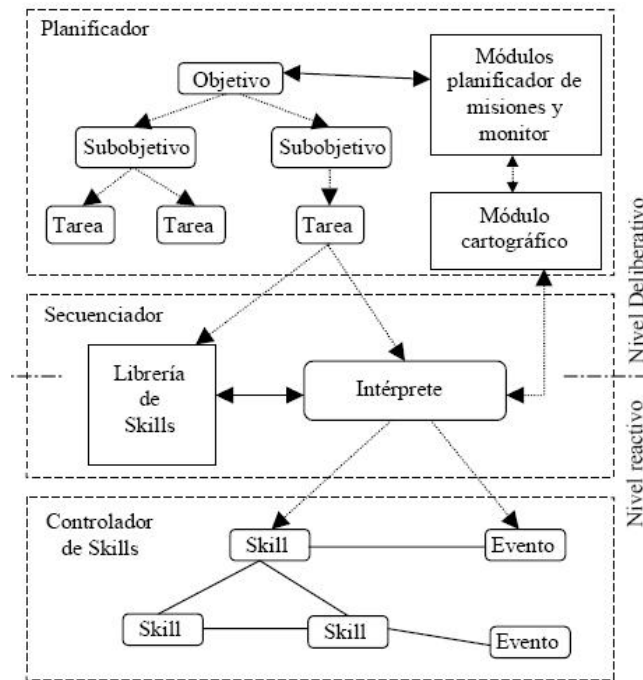 Planificador
Objetivo
Módulos
planificador de
misiones y
monitor
Subobjetivo
Subobjetivo
Tarea
Tarea
Tarea
Módulo
cartográfico
Nivel Deliberativo
Secuenciador
Librería
de
Skills
Intérprete
Nivel reactivo
Controlador
de Skills
Skill
Evento
Skill
Skill
Evento